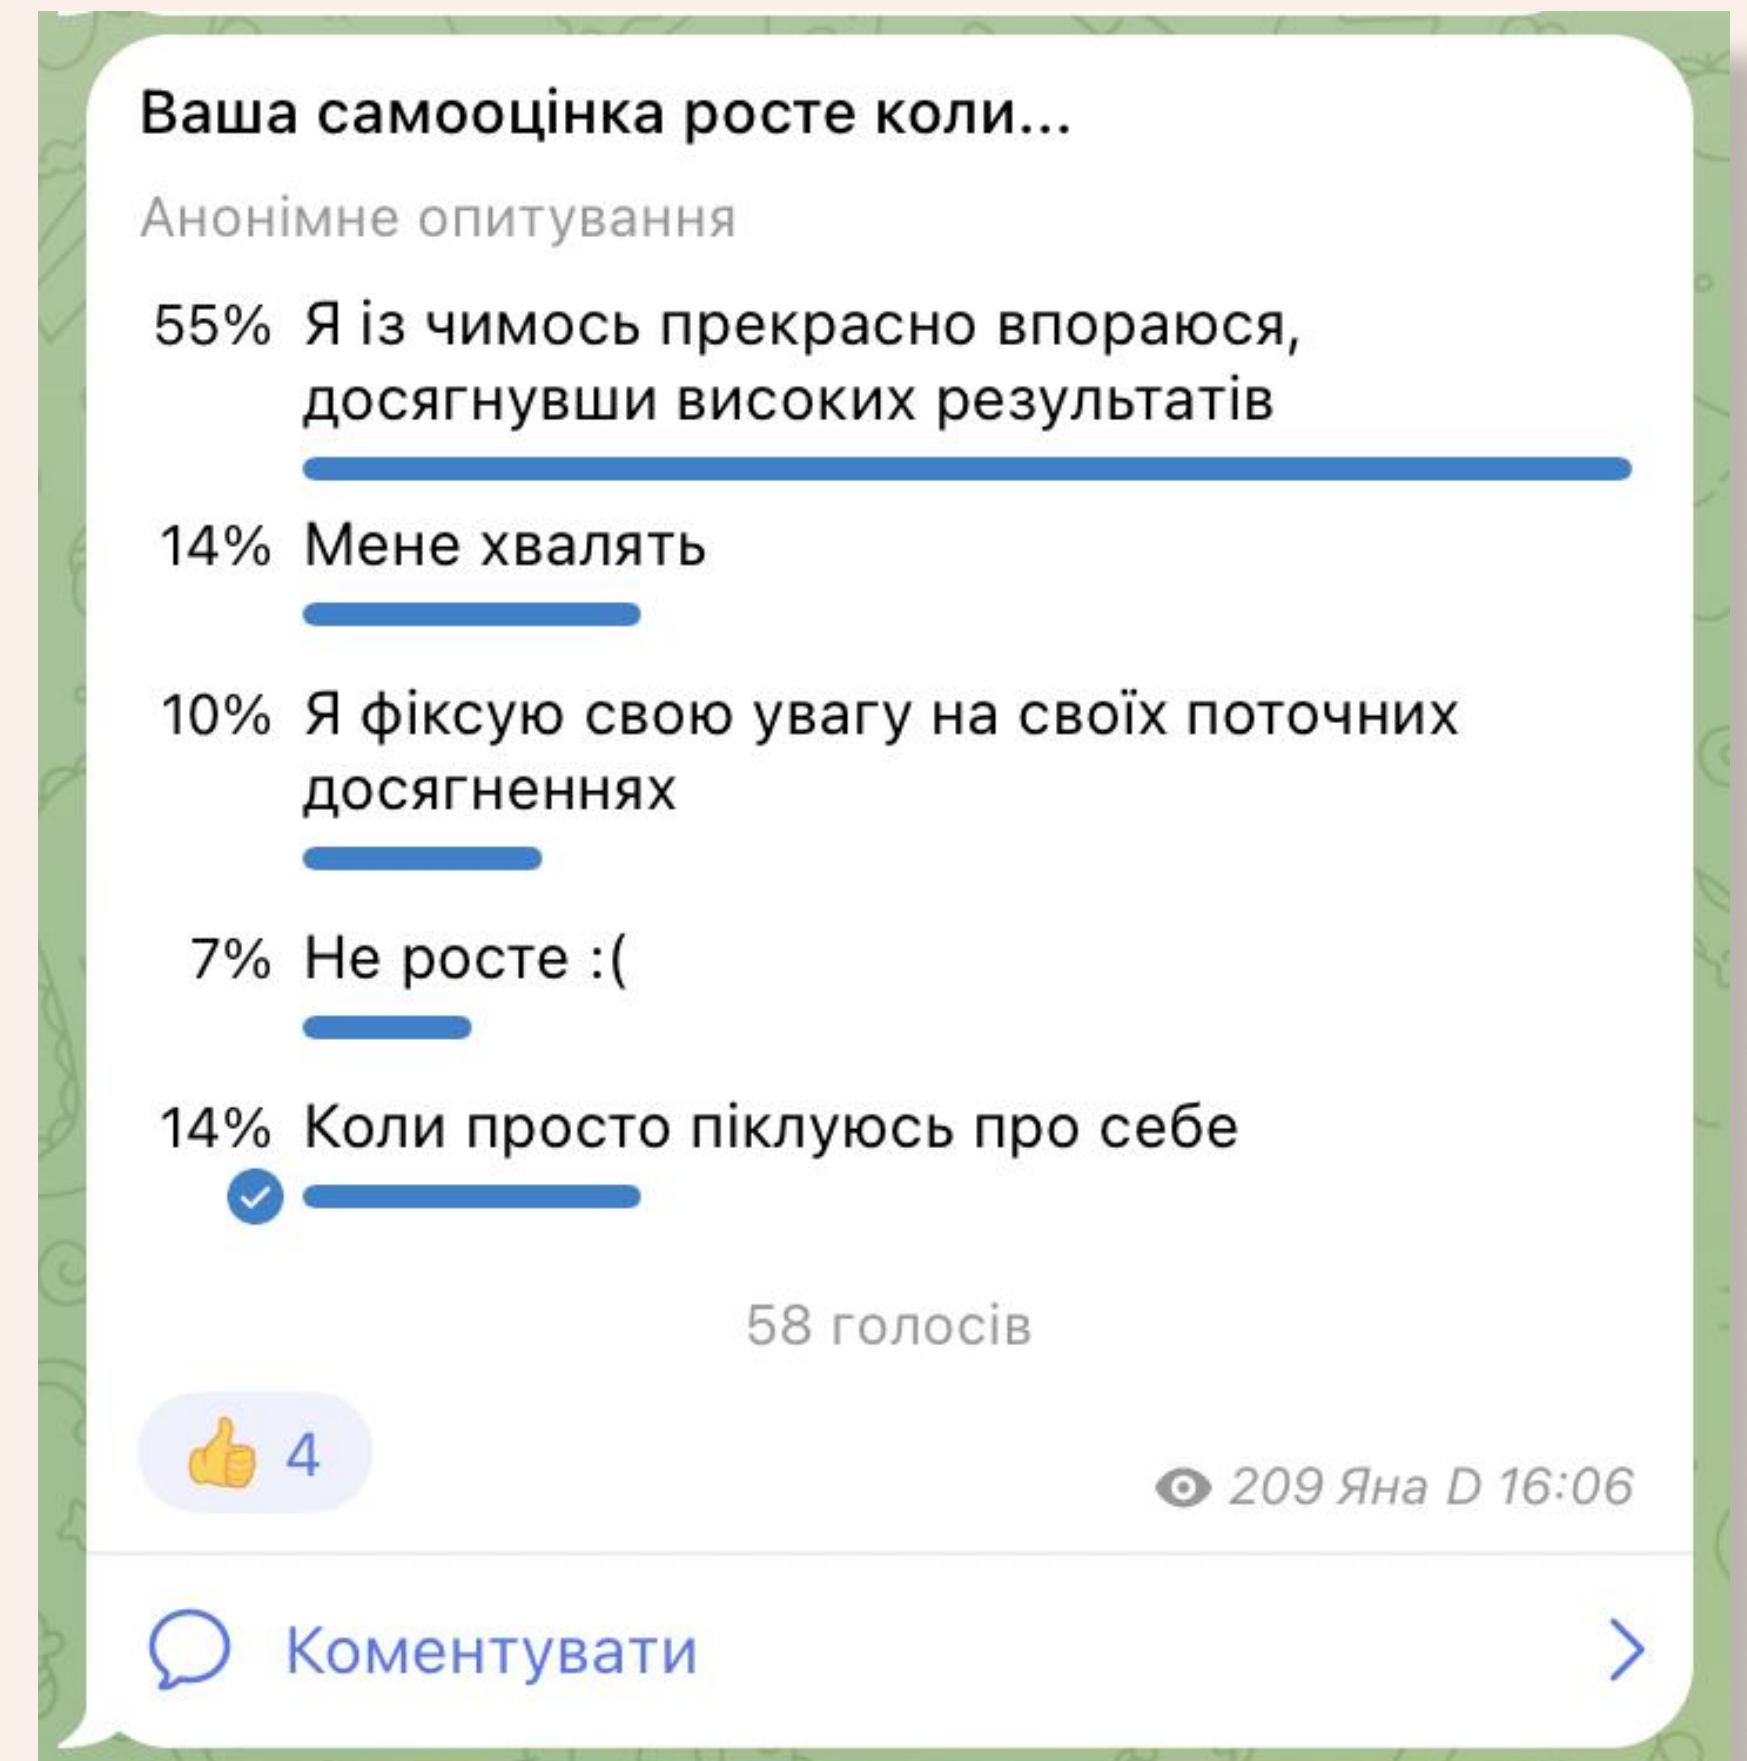 Ваша самооцінка росте коли...
Анонімне опитування
55% Я із чимось прекрасно впораюся,
досягнувши високих результатів
14% Мене хвалять
10% Я фіксую свою увагу на своїх поточних
досягненнях
7% Не росте :(
14% Коли просто піклуюсь про себе
58 голосів
👍 4
209 Яна D 16:06
Коментувати